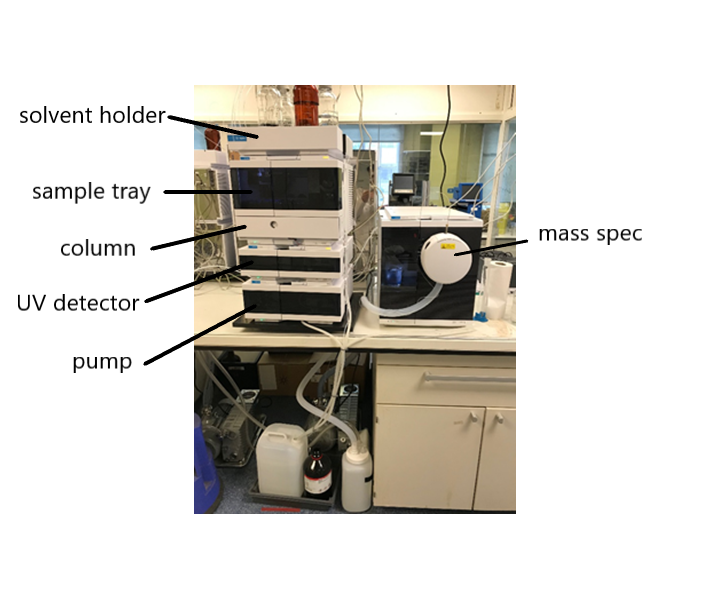 solvent holder
sample tray
column
UV detector
pump
mass spec